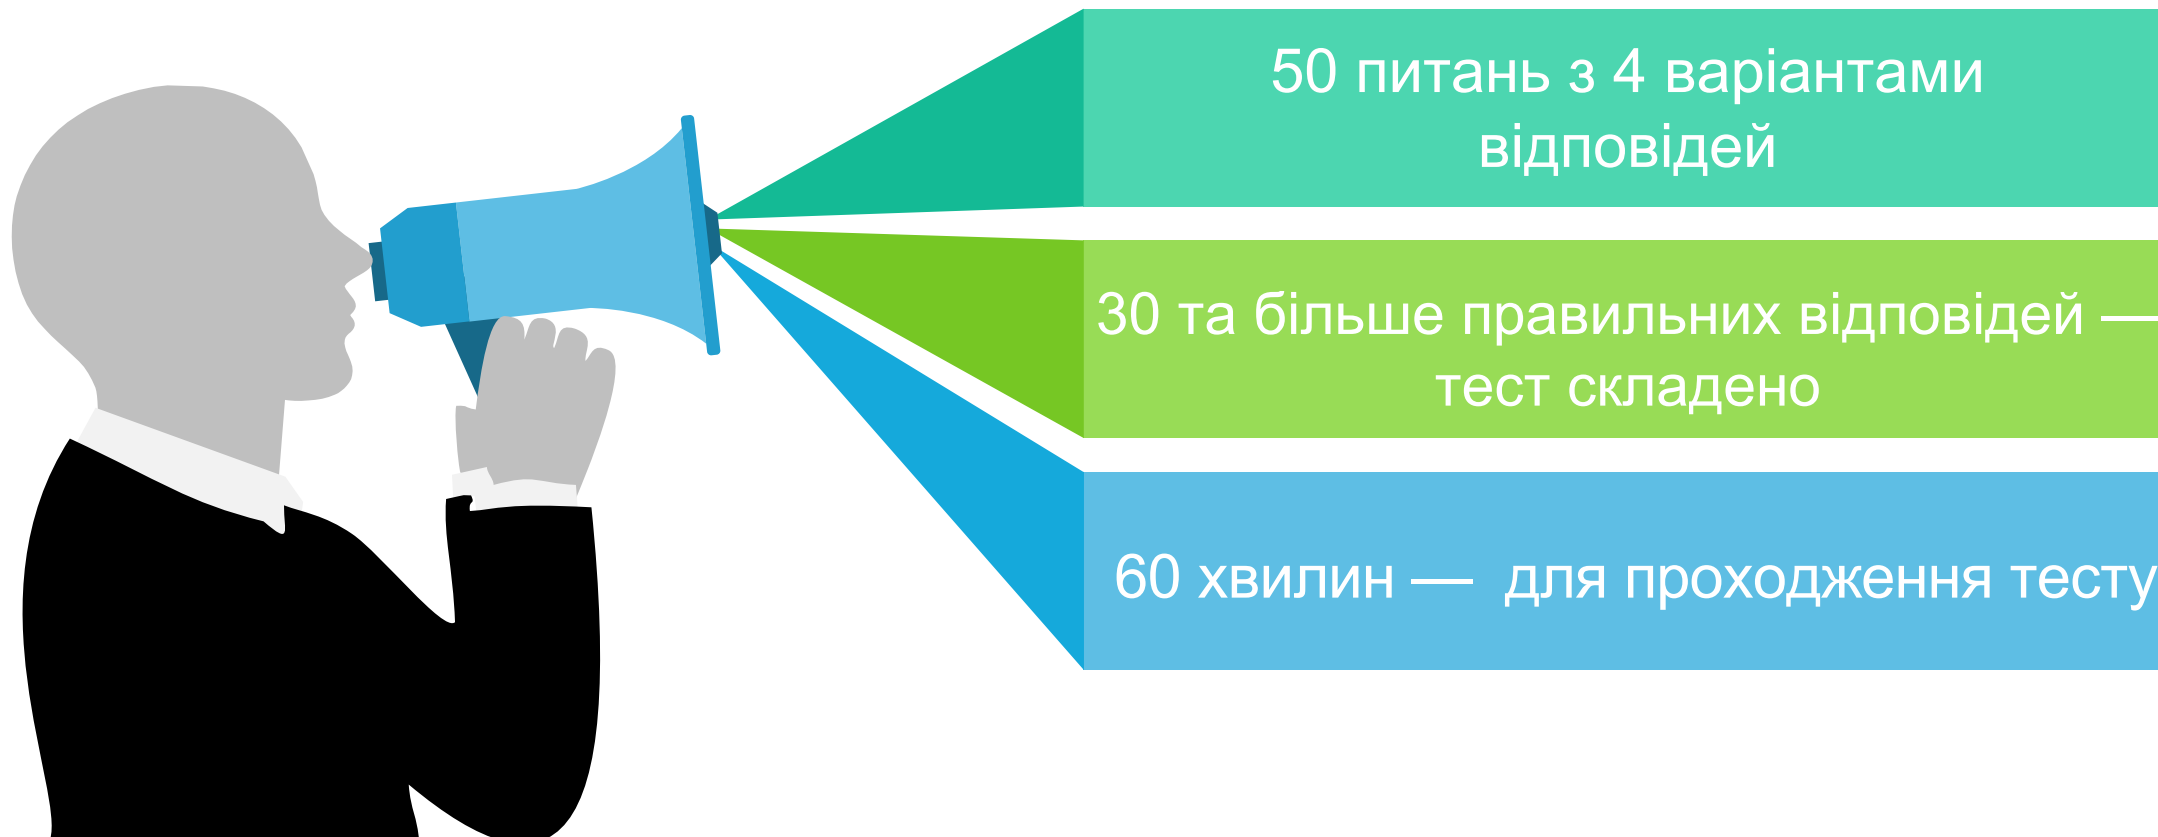 50 питань з 4 варіантами
відповідей
30 та більше правильних відповідей —
тест складено
60 хвилин — для проходження тесту